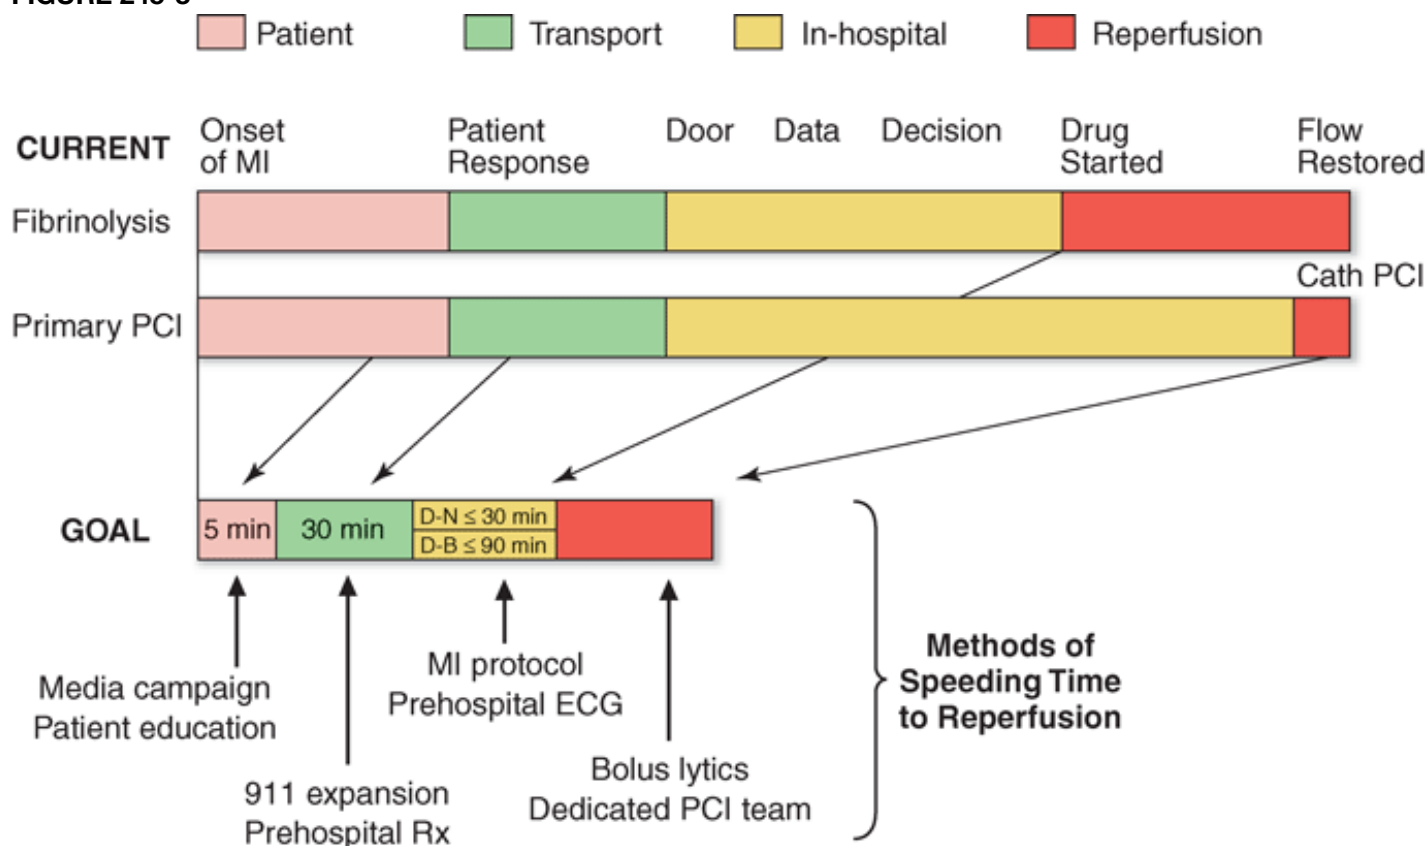 Patient
Transport
In-hospital
Reperfusion
CURRENT
Onset
of MI
Patient
Response
Door
Data
Decision
Drug
Started
Flow
Restored
Fibrinolysis
Cath PCI
Primary PCI
GOAL
5 min
30 min
D-N ≤ 30 min
D-B ≤ 90 min
Media campaign
Patient education
911 expansion
Prehospital Rx
MI protocol
Prehospital ECG
Bolus lytics
Dedicated PCI team
Methods of
Speeding Time
to Reperfusion